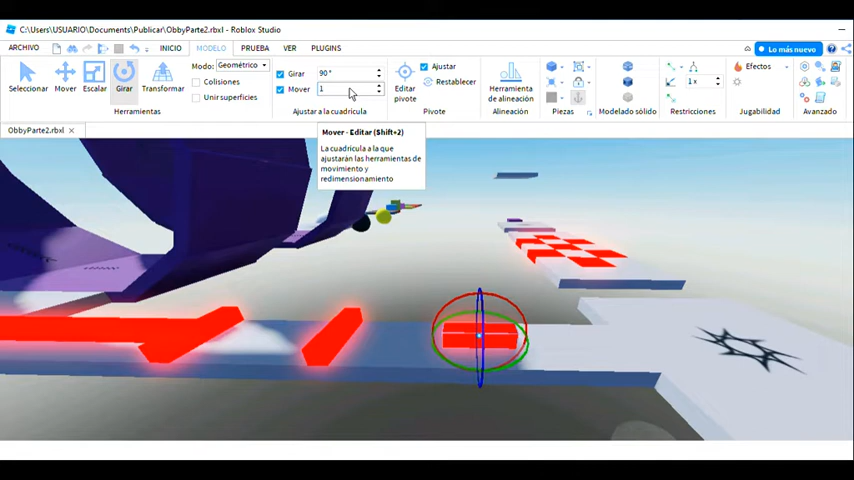 C:\Users\USUARIO\Documents\Publicar\ObbyParte2.rbxl - Roblox Studio
ARCHIVO INICIO MODELO PRUEBA VER PLUGINS Lo más nuevo
Seleccionar Mover Escalar Girar Transformar
Herramientas
Modo: Geométrico
Colisiones
Unir superficies
Girar 90°
Mover 1
Ajustar a la cuadrícula
Editar pivote
Ajustar
Restablecer
Pivote
Herramienta de alineación
Alineación
Piezas
Modelado sólido
1 x
Restricciones
Efectos
Jugabilidad
Avanzado
ObbyParte2.rbxl
Mover - Editar (Shift+2)
La cuadrícula a la que
ajustarán las herramientas de
movimiento y
redimensionamiento